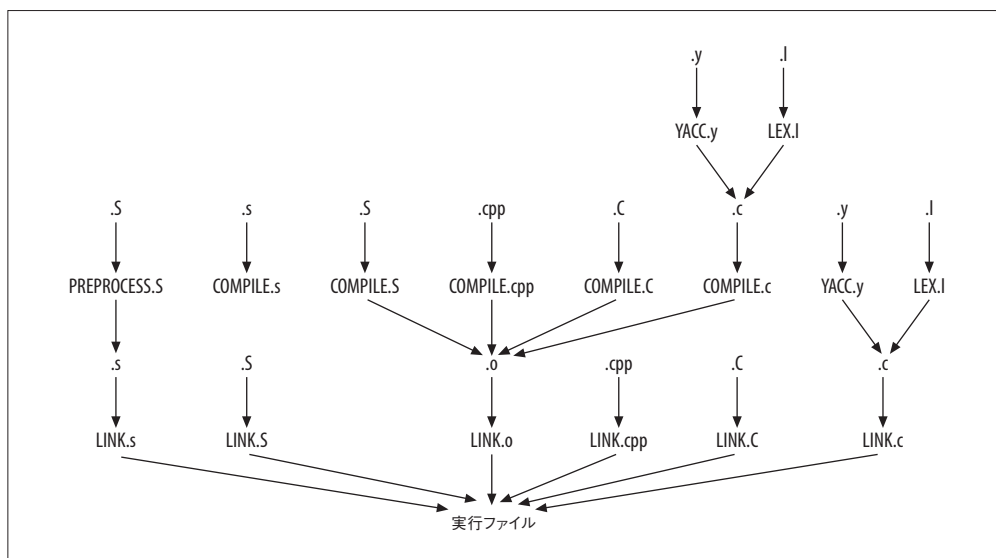 .y .l
YACC.y LEX.l
.S .s .S .cpp .C .c .y .l
PREPROCESS.S COMPILE.s COMPILE.S COMPILE.cpp COMPILE.C COMPILE.c YACC.y LEX.l
.s .S .o .cpp .C .c
LINK.s LINK.S LINK.o LINK.cpp LINK.C LINK.c
実行ファイル